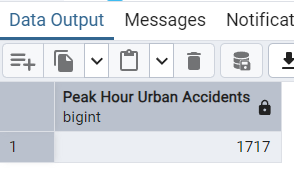 Data Output Messages Notificat
Peak Hour Urban Accidents
bigint
1 1717